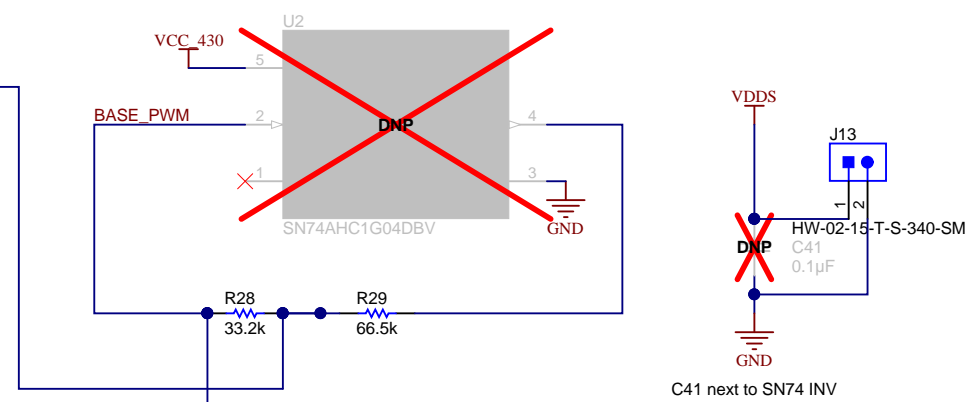 U2
VCC_430
5
BASE_PWM
2
DNP
4
1
3
SN74AHC1G04DBV
GND
R28
33.2k
R29
66.5k
VDDS
J13
1
2
HW-02-15-T-S-340-SM
DNP
C41
0.1µF
GND
C41 next to SN74 INV